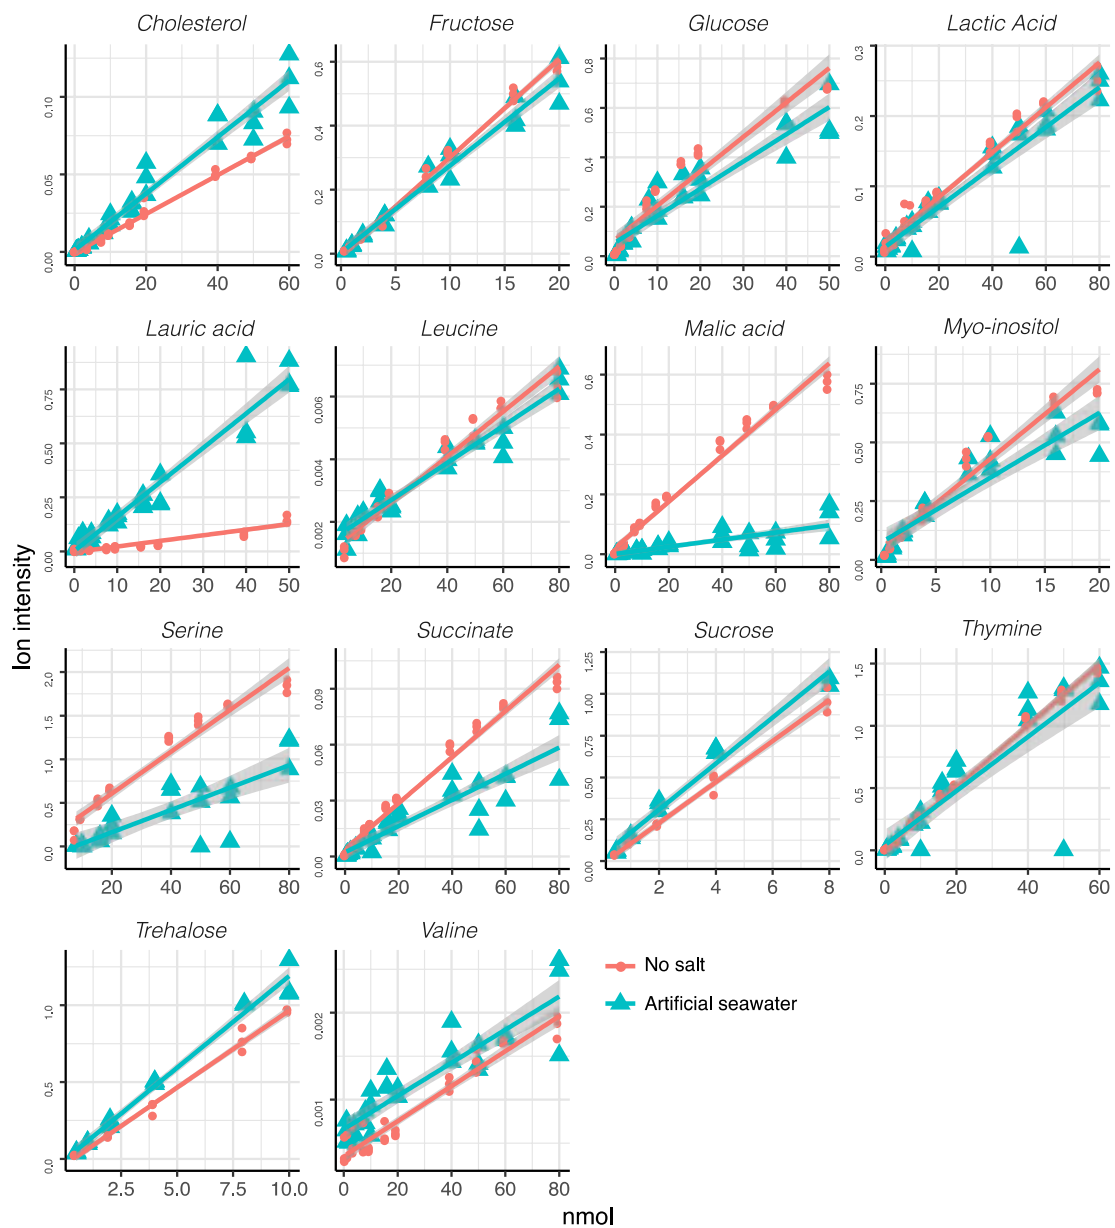 Cholesterol Fructose Glucose Lactic Acid
0.10 0.05 0.00
0 20 40 60
0.6 0.4 0.2 0.0
0 5 10 15 20
0.8 0.6 0.4 0.2 0.0
0 10 20 30 40 50
0.3 0.2 0.1 0.0
0 20 40 60 80
Lauric acid Leucine Malic acid Myo-inositol
0.75 0.50 0.25 0.00
0 10 20 30 40 50
0.006 0.004 0.002
20 40 60 80
0.6 0.4 0.2 0.0
0 20 40 60 80
0.75 0.50 0.25 0.00
0 5 10 15 20
Ion intensity
Serine Succinate Sucrose Thymine
2.0 1.5 1.0 0.5 0.0
20 40 60 80
0.09 0.06 0.03 0.00
0 20 40 60 80
1.25 1.00 0.75 0.50 0.25 0.00
2 4 6 8
1.5 1.0 0.5 0.0
0 20 40 60
Trehalose Valine
1.0 0.5 0.0
2.5 5.0 7.5 10.0
0.002 0.001
0 20 40 60 80
No salt
Artificial seawater
nmol